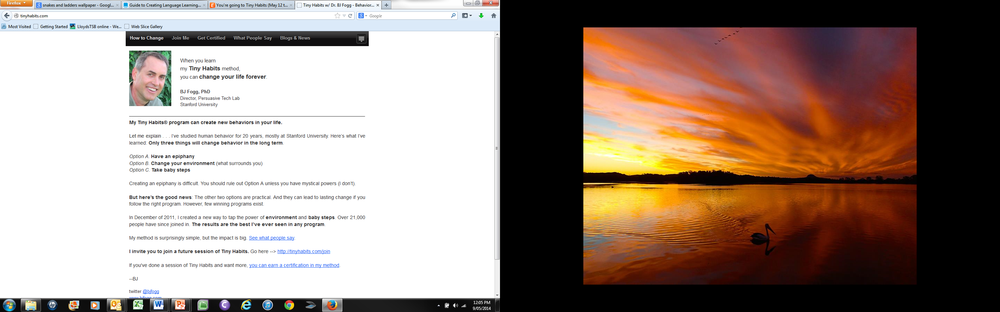 Firefox
snakes and ladders wallpaper - Googl...
Guide to Creating Language Learning...
You're going to Tiny Habits (May 12 t...
Tiny Habits w/ Dr. BJ Fogg - Behavior...
tinyhabits.com
Google
Most Visited
Getting Started
LloydsTSB online - We...
Web Slice Gallery
How to Change
Join Me
Get Certified
What People Say
Blogs & News
When you learn
my Tiny Habits method,
you can change your life forever.
BJ Fogg, PhD
Director, Persuasive Tech Lab
Stanford University
My Tiny Habits® program can create new behaviors in your life.
Let me explain . . . I've studied human behavior for 20 years, mostly at Stanford University. Here's what I've
learned: Only three things will change behavior in the long term.
Option A. Have an epiphany
Option B. Change your environment (what surrounds you)
Option C. Take baby steps
Creating an epiphany is difficult. You should rule out Option A unless you have mystical powers (I don't).
But here's the good news: The other two options are practical. And they can lead to lasting change if you
follow the right program. However, few winning programs exist.
In December of 2011, I created a new way to tap the power of environment and baby steps. Over 21,000
people have since joined in. The results are the best I've ever seen in any program.
My method is surprisingly simple, but the impact is big. See what people say.
I invite you to join a future session of Tiny Habits. Go here --> http://tinyhabits.com/join
If you've done a session of Tiny Habits and want more, you can earn a certification in my method.
--BJ
twitter @bjfogg
www.bjfogg.com
12:05 PM
9/05/2014